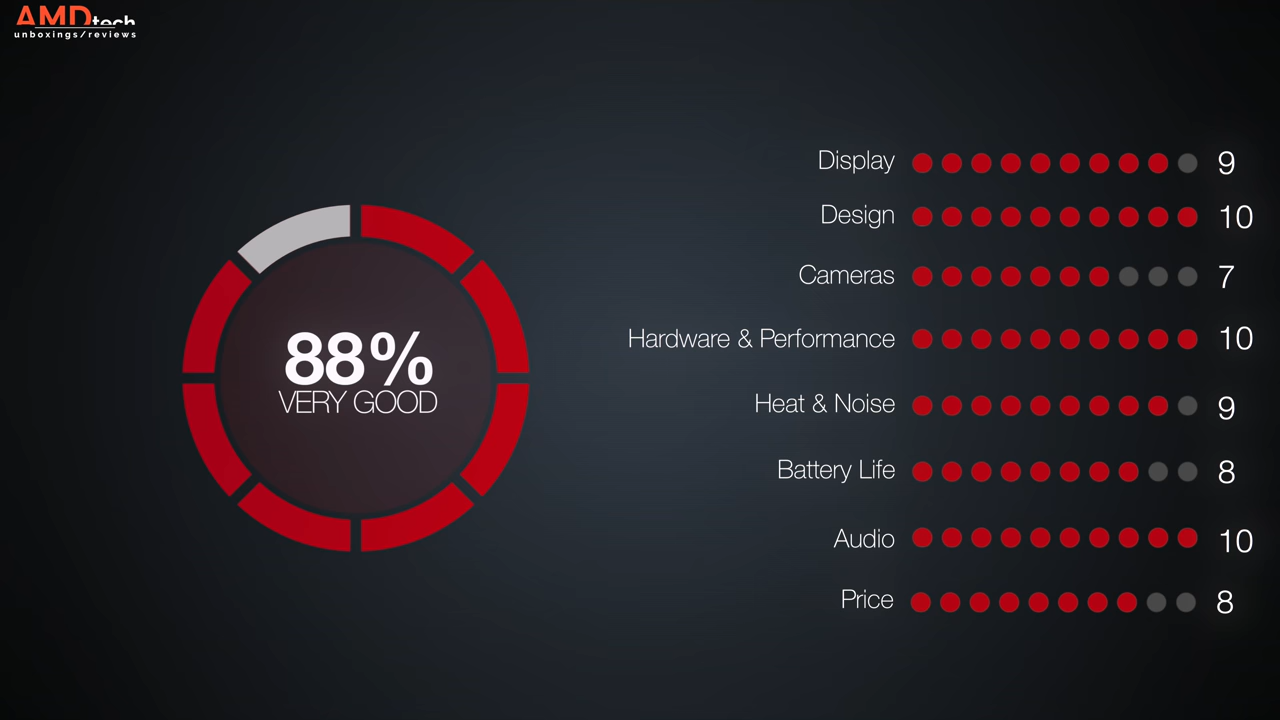 AMDtech
unboxings/reviews
88%
VERY GOOD
Display 9
Design 10
Cameras 7
Hardware & Performance 10
Heat & Noise 9
Battery Life 8
Audio 10
Price 8